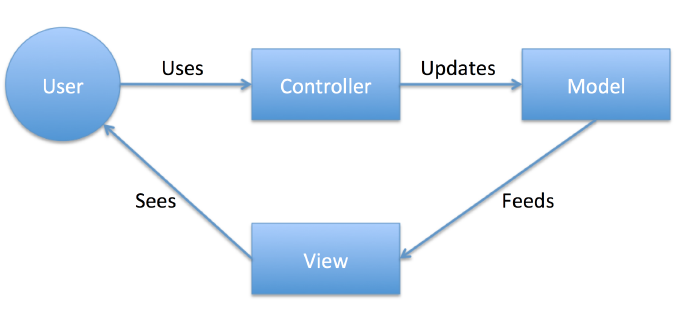 User
Uses
Controller
Updates
Model
Sees
Feeds
View